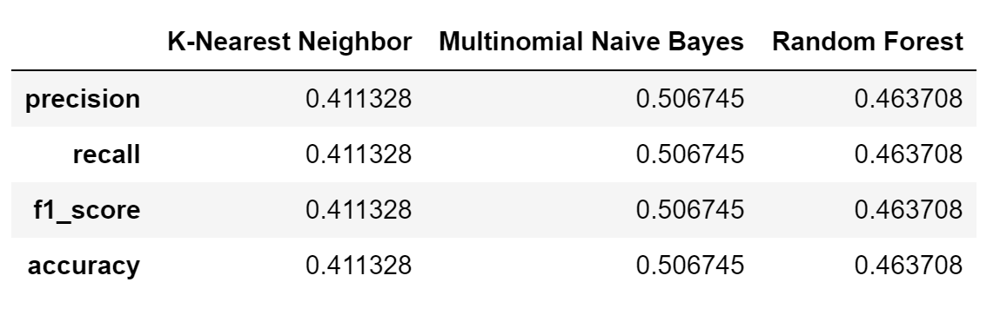 K-Nearest Neighbor Multinomial Naive Bayes Random Forest
precision 0.411328 0.506745 0.463708
recall 0.411328 0.506745 0.463708
f1_score 0.411328 0.506745 0.463708
accuracy 0.411328 0.506745 0.463708